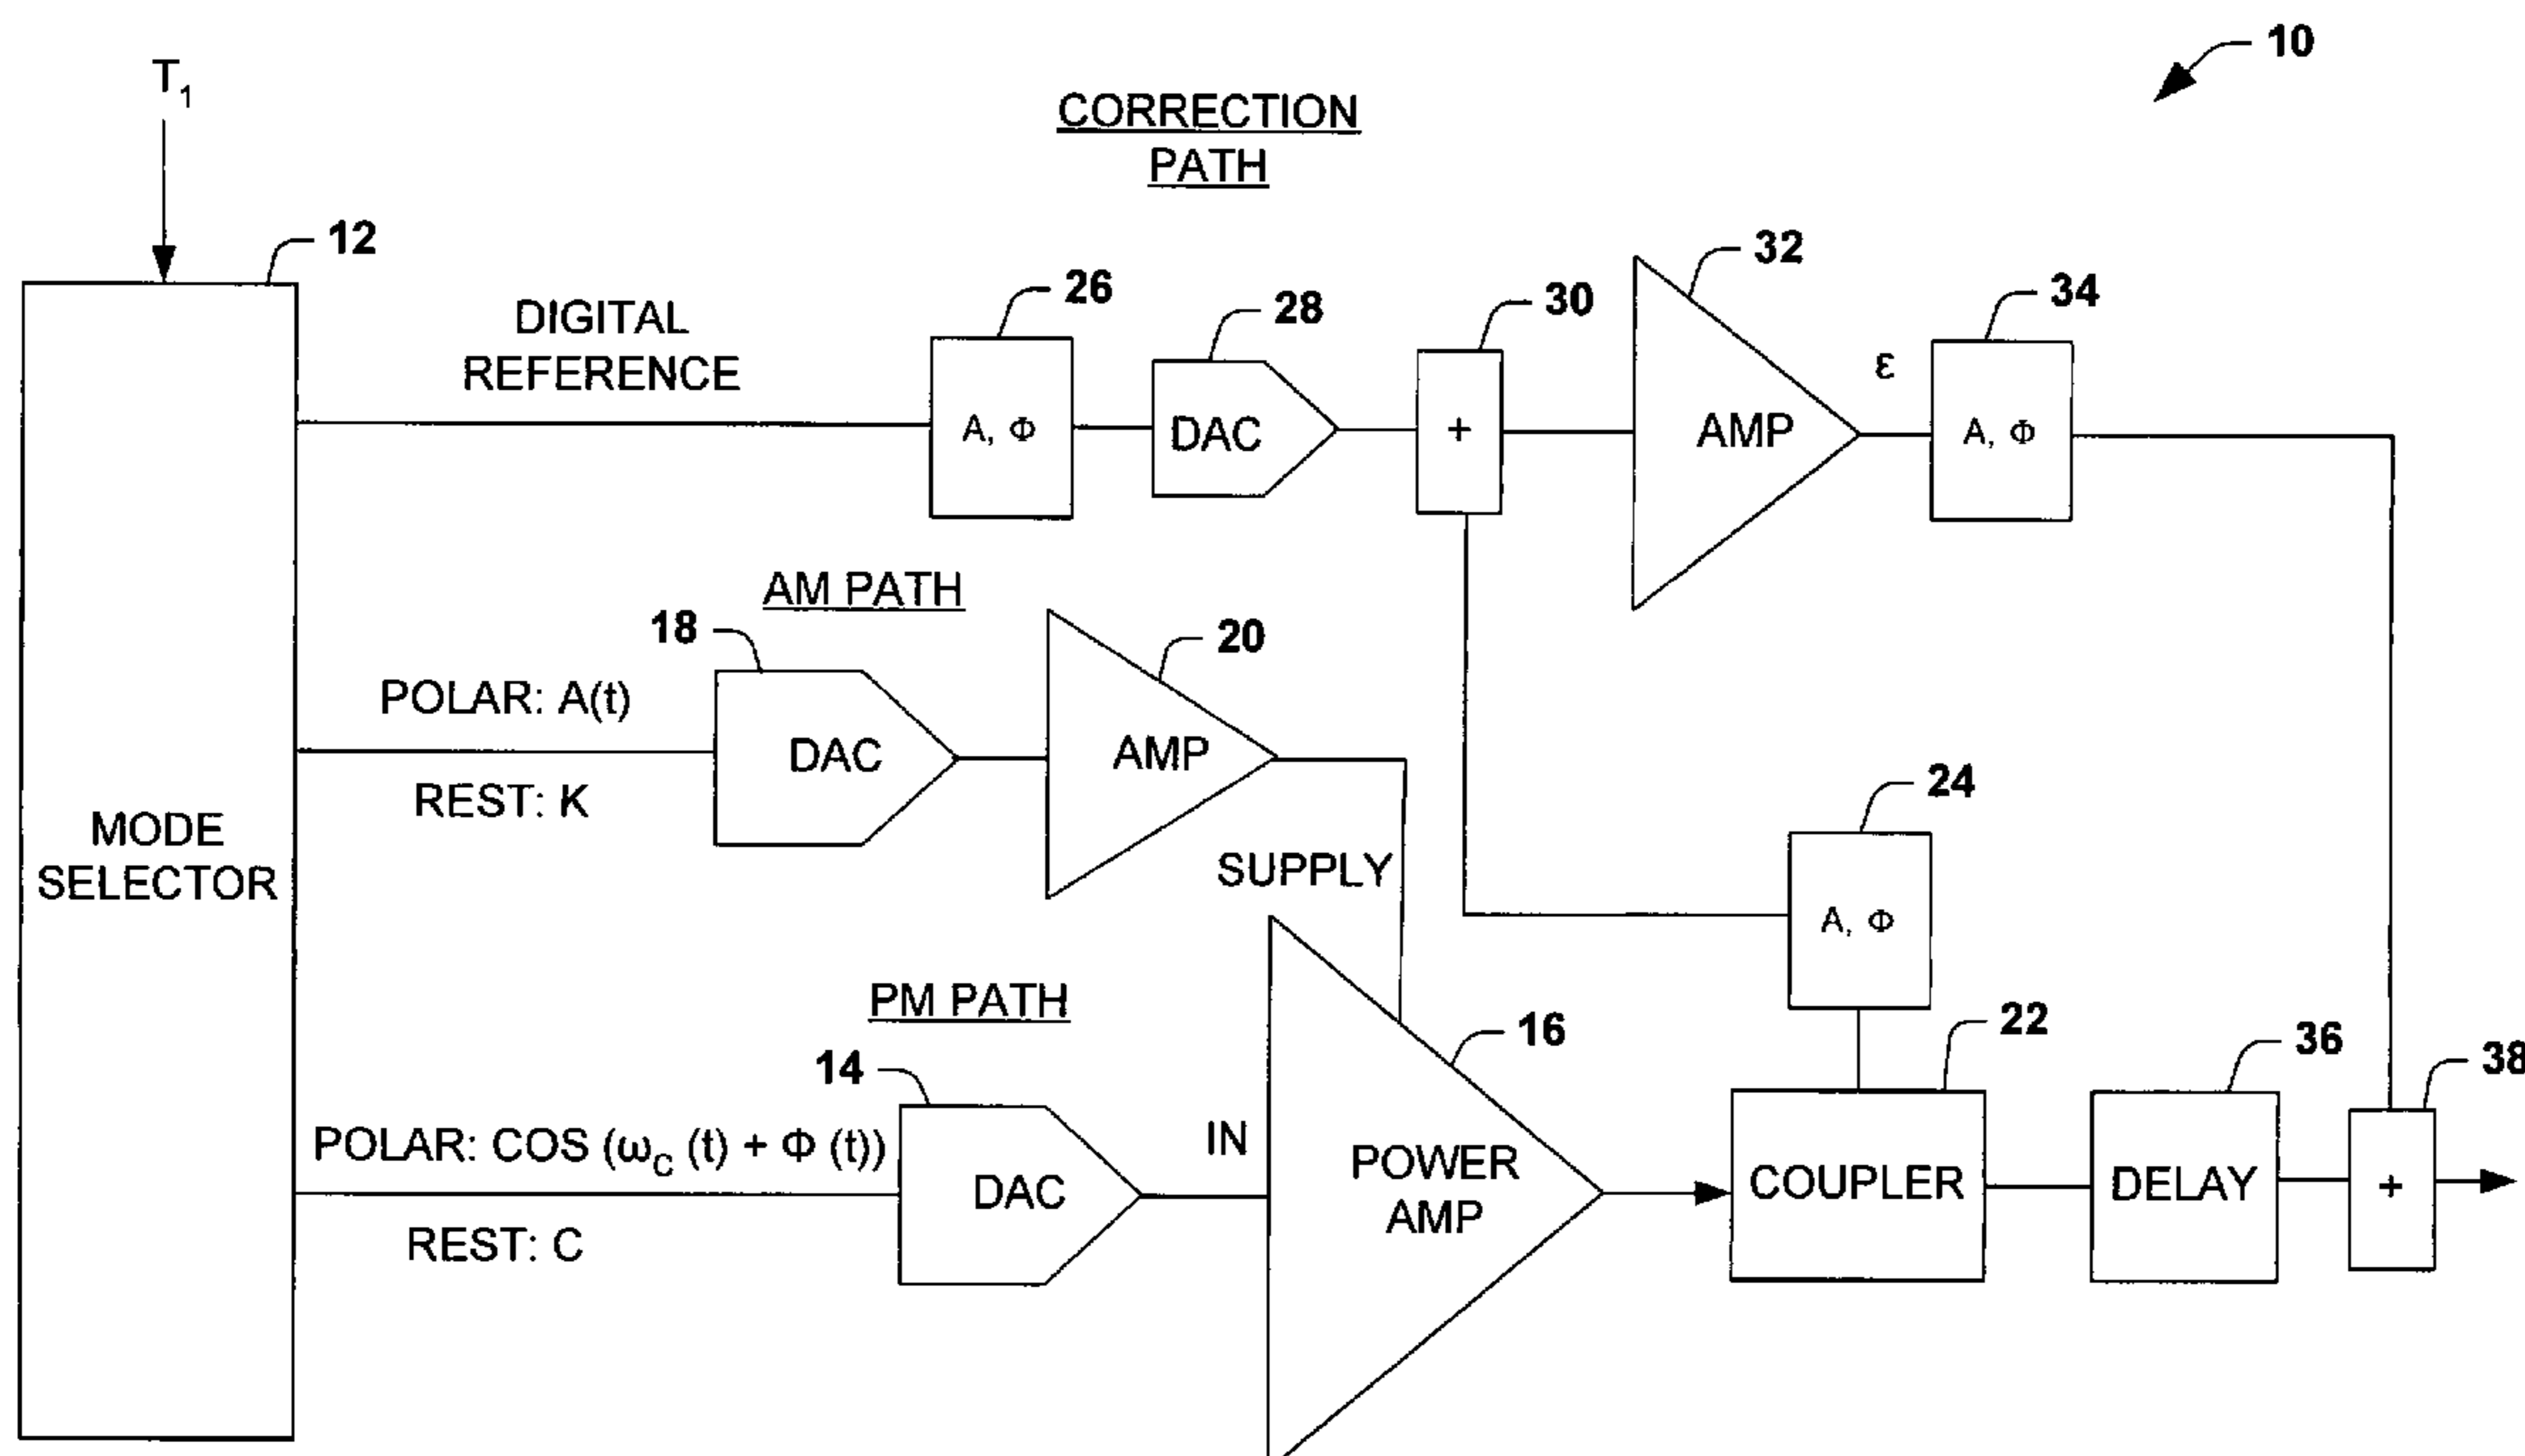 10
T1
CORRECTION
PATH
12
DIGITAL
REFERENCE
26
A, Φ
28
DAC
30
+
32
AMP
ε
34
A, Φ
AM PATH
18
POLAR: A(t)
REST: K
DAC
20
AMP
SUPPLY
MODE
SELECTOR
24
A, Φ
PM PATH
14
POLAR: COS (ωC (t) + Φ (t))
REST: C
DAC
IN
16
POWER
AMP
22
COUPLER
36
DELAY
38
+